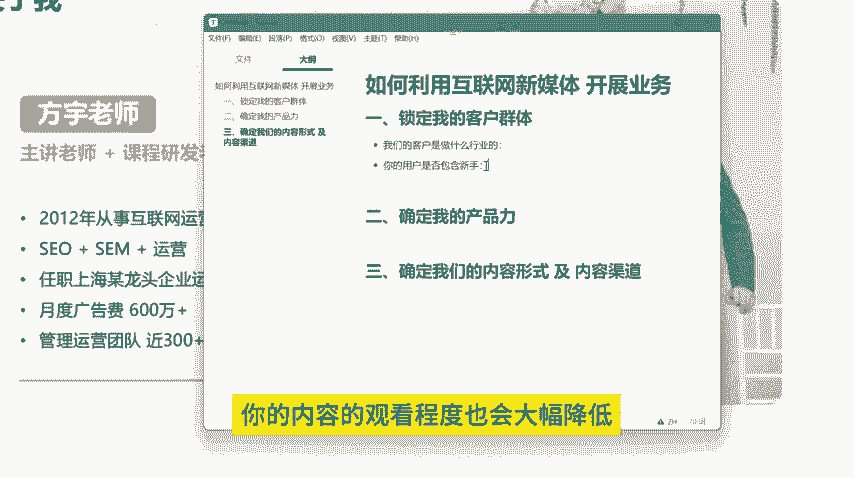 方宇老师
主讲老师 + 课程研发
2012年从事互联网运营
SEO + SEM + 运营
任职上海某龙头企业运
月度广告费 600万+
管理运营团队 近300+
文件(F) 编辑(E) 段落(P) 格式(O) 视图(V) 主题(T) 帮助(H)
文件 大纲
如何利用互联网新媒体 开展业务
一、锁定我的客户群体
二、确定我的产品力
三、确定我们的内容形式 及
内容渠道
如何利用互联网新媒体 开展业务
一、锁定我的客户群体
我们的客户是做什么行业的:
你的用户是否包含新手:
二、确定我的产品力
三、确定我们的内容形式 及 内容渠道
你的内容的观看程度也会大幅降低